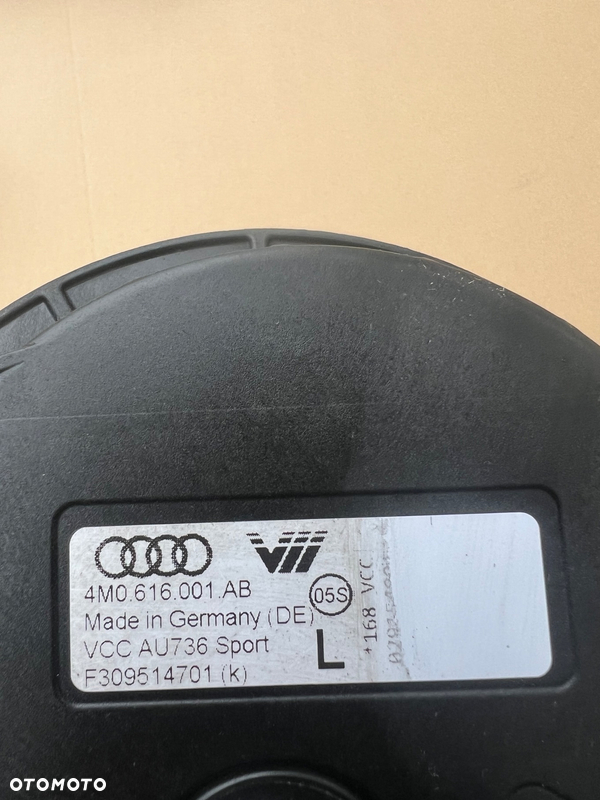 4M0.616.001.AB
Made in Germany (DE)
VCC AU736 Sport
F309514701 (k)
05S
L
*168 VCC
OTOMOTO